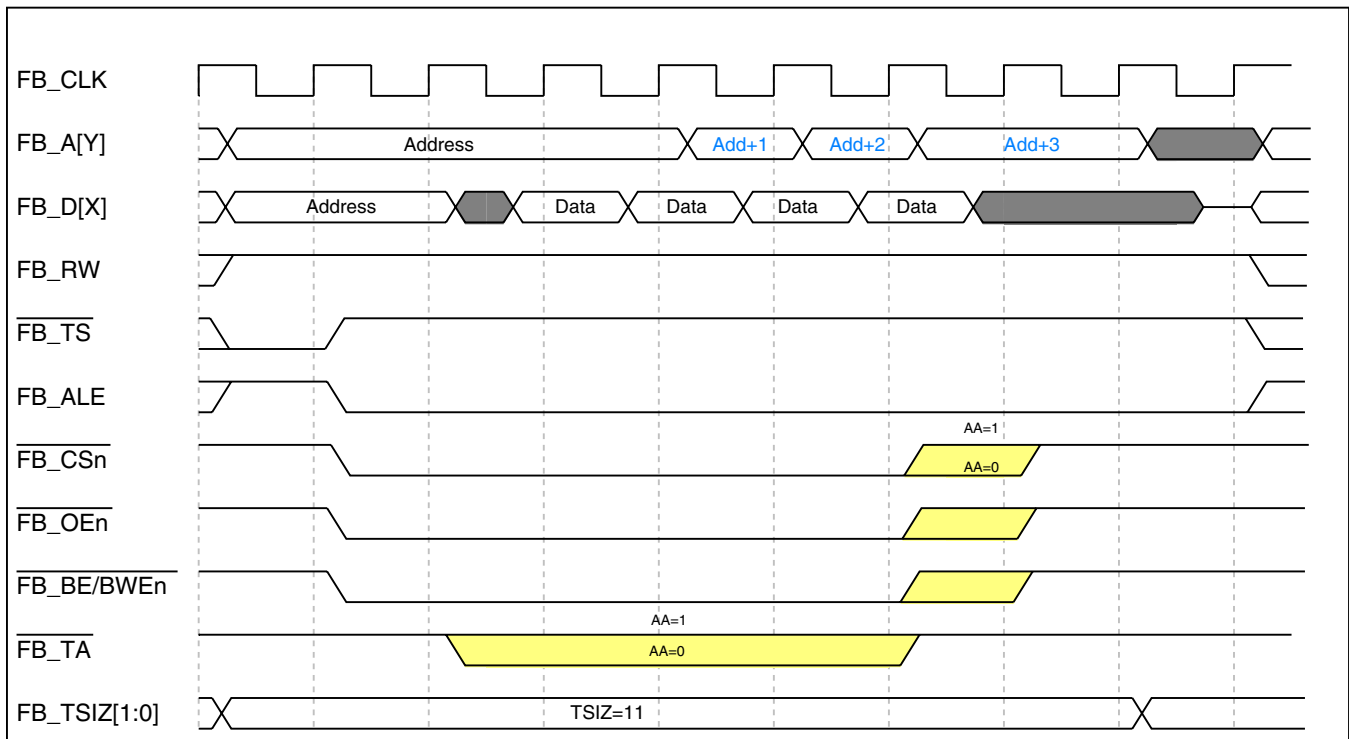 FB_CLK
FB_A[Y] Address Add+1 Add+2 Add+3
FB_D[X] Address Data Data Data Data
FB_RW
FB_TS
FB_ALE
AA=1
FB_CSn AA=0
FB_OEn
FB_BE/BWEn
AA=1
FB_TA AA=0
FB_TSIZ[1:0] TSIZ=11